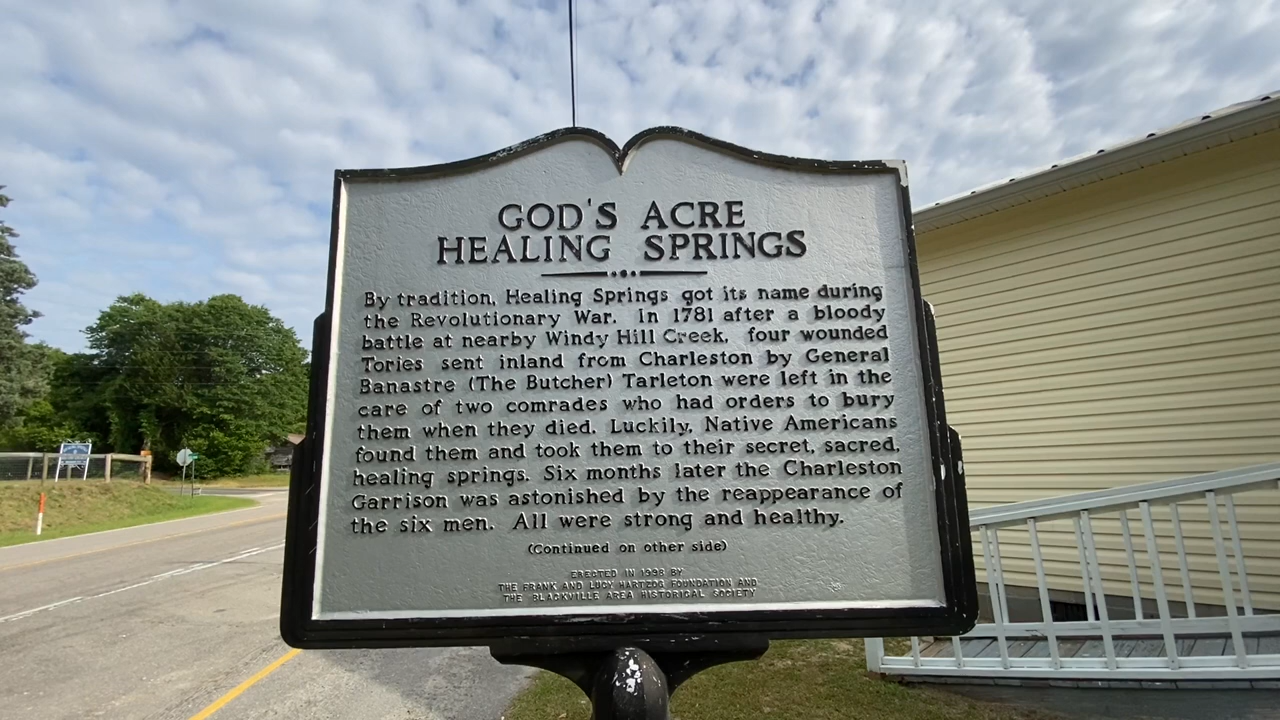 GOD'S ACRE
HEALING SPRINGS
By tradition, Healing Springs got its name during
the Revolutionary War. In 1781 after a bloody
battle at nearby Windy Hill Creek, four wounded
Tories sent inland from Charleston by General
Banastre (The Butcher) Tarleton were left in the
care of two comrades who had orders to bury
them when they died. Luckily, Native Americans
found them and took them to their secret, sacred,
healing springs. Six months later the Charleston
Garrison was astonished by the reappearance of
the six men. All were strong and healthy.
(Continued on other side)
ERECTED IN 1998 BY
THE FRANK AND LUCY HARTZOG FOUNDATION AND
THE BLACKVILLE AREA HISTORICAL SOCIETY